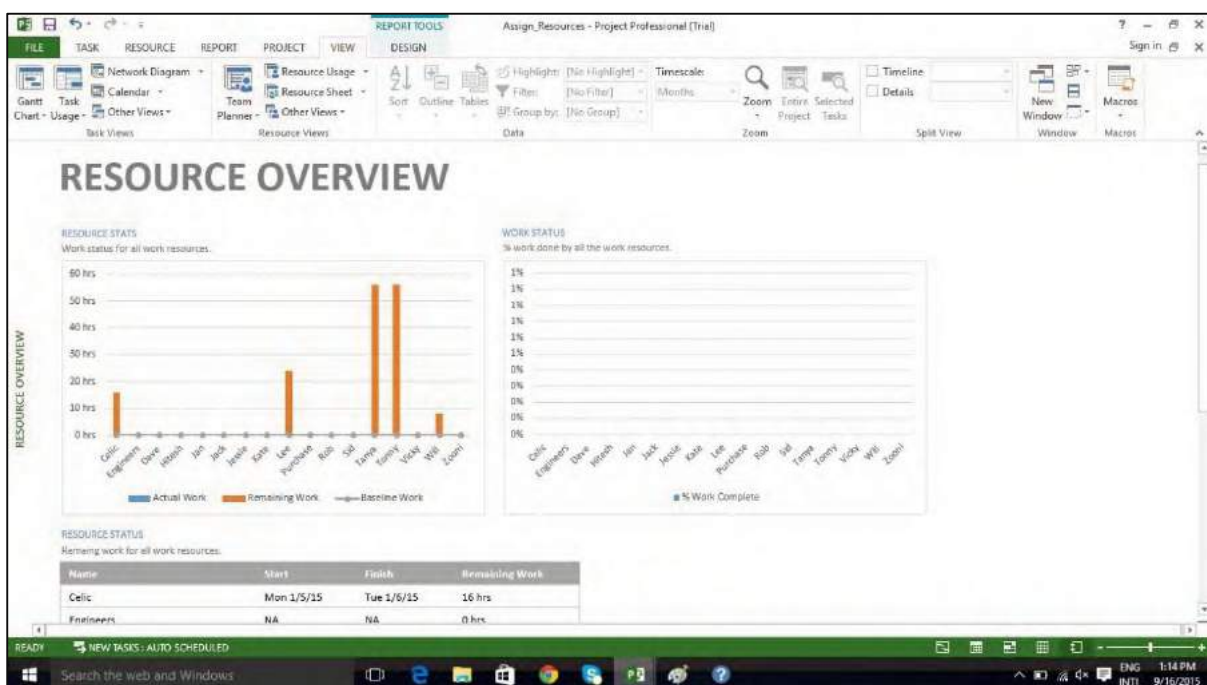 REPORT TOOLS
Assign_Resources - Project Professional [Trial]
FILE TASK RESOURCE REPORT PROJECT VIEW DESIGN Sign in
Network Diagram
Calendar
Other Views
Gantt Chart
Task Usage
Task Views
Team Planner
Resource Usage
Resource Sheet
Other Views
Resource Views
Sort Outline Tables
Highlight: [No Highlight]
Filter: [No Filter]
Group by: [No Group]
Data
Timescale:
Months
Zoom Entire Project Selected Tasks
Zoom
Timeline
Details
Split View
New Window
Window
Macros
Macros
RESOURCE OVERVIEW
RESOURCE OVERVIEW
RESOURCE STATS
Work status for all work resources.
60 hrs
50 hrs
40 hrs
30 hrs
20 hrs
10 hrs
0 hrs
Celic Engineers Dave Hitesh Jan Jack Jessie Kate Lee Purchase Rob Sid Tanya Tonny Vicky Will Zooni
Actual Work Remaining Work Baseline Work
WORK STATUS
% work done by all the work resources.
1%
1%
1%
1%
1%
1%
0%
0%
0%
0%
0%
Celic Engineers Dave Hitesh Jan Jack Jessie Kate Lee Purchase Rob Sid Tanya Tonny Vicky Will Zooni
% Work Complete
RESOURCE STATUS
Remaing work for all work resources.
Name Start Finish Remaining Work
Celic Mon 1/5/15 Tue 1/6/15 16 hrs
Engineers NA NA 0 hrs
READY NEW TASKS : AUTO SCHEDULED
Search the web and Windows
ENG
INTL
1:14 PM
9/16/2015